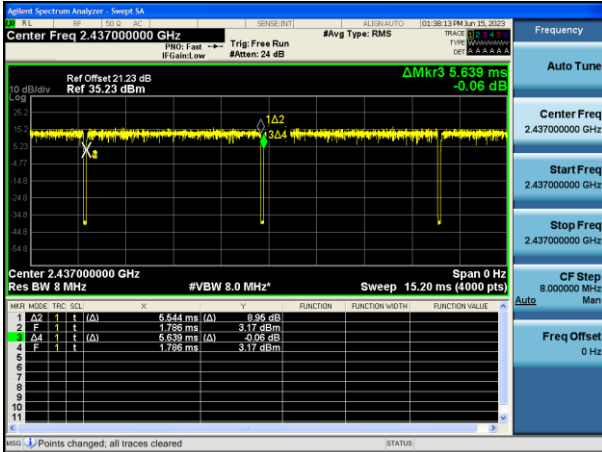 Agilent Spectrum Analyzer - Swept SA
RL RF 50 Ω AC SENSE:INT ALIGNAUTO 01:38:13 PM Jun 15, 2023
Center Freq 2.437000000 GHz #Avg Type: RMS TRACE 1 2 3 4 5 6
PNO: Fast Trig: Free Run TYPE WWWWWW
IFGain:Low #Atten: 24 dB DET A A A A A A
Frequency
Auto Tune
Ref Offset 21.23 dB ΔMkr3 5.639 ms
10 dB/div Ref 35.23 dBm -0.06 dB
Log
25.2
15.2
5.23
-4.77
-14.8
-24.8
-34.8
-44.8
-54.8
1Δ2
3Δ4
Center Freq
2.437000000 GHz
Start Freq
2.437000000 GHz
Stop Freq
2.437000000 GHz
Center 2.437000000 GHz Span 0 Hz
Res BW 8 MHz #VBW 8.0 MHz* Sweep 15.20 ms (4000 pts)
CF Step
8.000000 MHz
Auto Man
Freq Offset
0 Hz
MKR MODE TRC SCL X Y FUNCTION FUNCTION WIDTH FUNCTION VALUE
1 Δ2 1 t (Δ) 5.544 ms (Δ) 8.95 dB
2 F 1 t 1.786 ms 3.17 dBm
3 Δ4 1 t (Δ) 5.639 ms (Δ) -0.06 dB
4 F 1 t 1.786 ms 3.17 dBm
5
6
7
8
9
10
11
MSG Points changed; all traces cleared STATUS